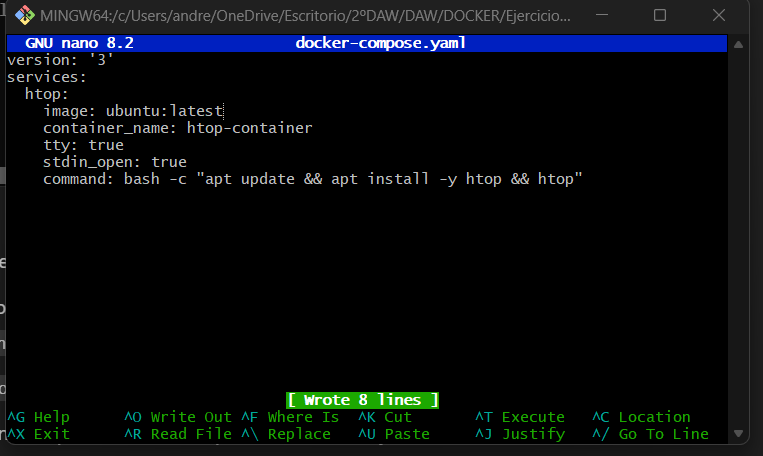 MINGW64:/c/Users/andre/OneDrive/Escritorio/2ºDAW/DAW/DOCKER/Ejercicio...
GNU nano 8.2 docker-compose.yaml
version: '3'
services:
  htop:
    image: ubuntu:latest
    container_name: htop-container
    tty: true
    stdin_open: true
    command: bash -c "apt update && apt install -y htop && htop"
[ Wrote 8 lines ]
^G Help ^O Write Out ^F Where Is ^K Cut ^T Execute ^C Location
^X Exit ^R Read File ^\ Replace ^U Paste ^J Justify ^/ Go To Line